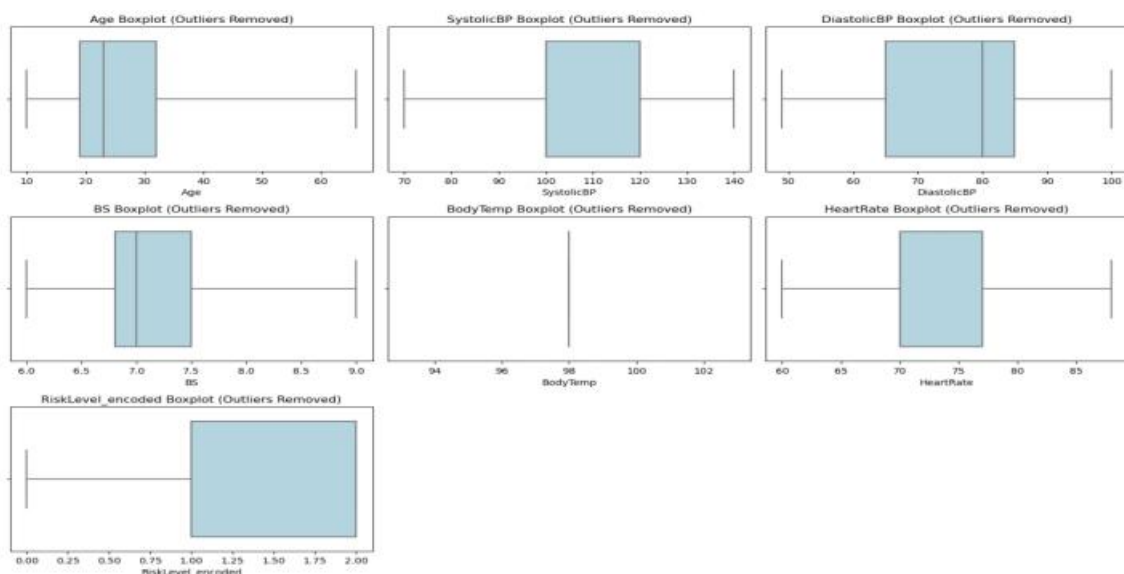 Age Boxplot (Outliers Removed)
SystolicBP Boxplot (Outliers Removed)
DiastolicBP Boxplot (Outliers Removed)
10 20 30 40 50 60
70 80 90 100 110 120 130 140
50 60 70 80 90 100
Age
SystolicBP
DiastolicBP
BS Boxplot (Outliers Removed)
BodyTemp Boxplot (Outliers Removed)
HeartRate Boxplot (Outliers Removed)
6.0 6.5 7.0 7.5 8.0 8.5 9.0
94 96 98 100 102
60 65 70 75 80 85
BS
BodyTemp
HeartRate
RiskLevel_encoded Boxplot (Outliers Removed)
0.00 0.25 0.50 0.75 1.00 1.25 1.50 1.75 2.00
RiskLevel_encoded